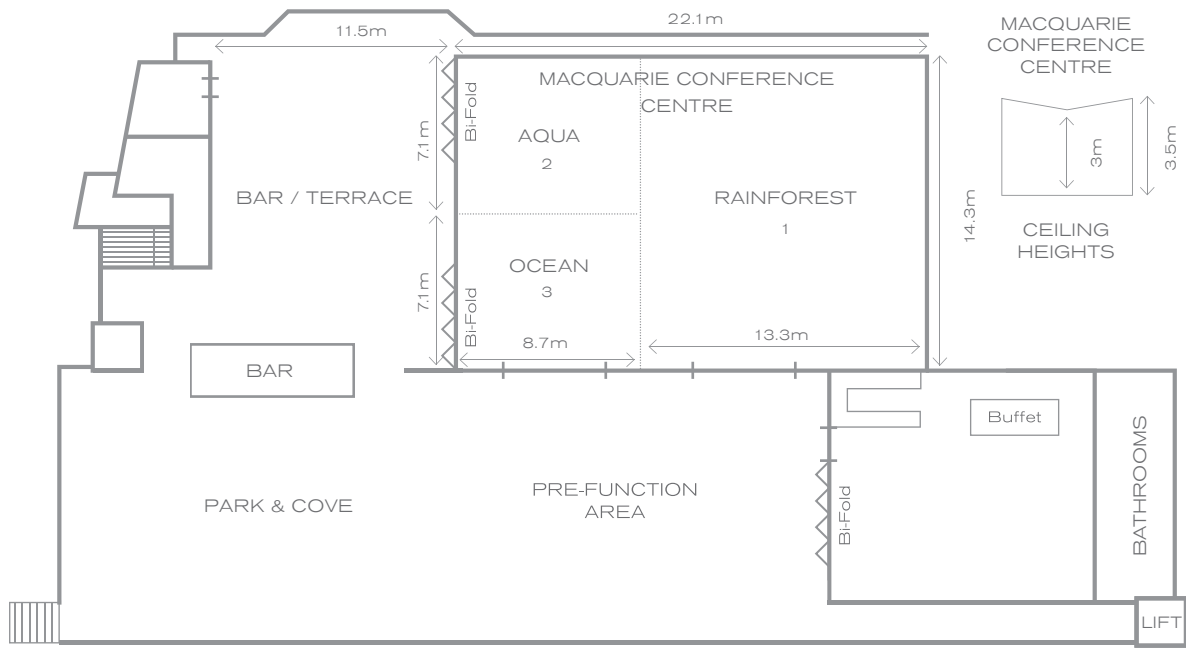 11.5m
22.1m
MACQUARIE
CONFERENCE
CENTRE
MACQUARIE CONFERENCE
CENTRE
Bi-Fold
7.1m
AQUA
2
3m
3.5m
BAR / TERRACE
RAINFOREST
1
14.3m
CEILING
HEIGHTS
OCEAN
3
7.1m
Bi-Fold
8.7m
13.3m
BAR
Buffet
BATHROOMS
PARK & COVE
PRE-FUNCTION
AREA
Bi-Fold
LIFT